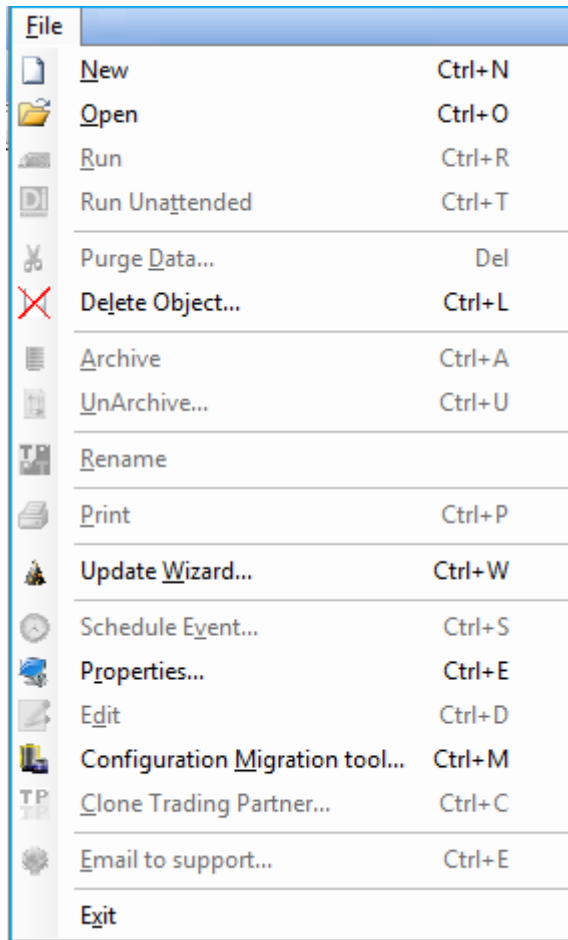 File
New Ctrl+N
Open Ctrl+O
Run Ctrl+R
Run Unattended Ctrl+T
Purge Data... Del
Delete Object... Ctrl+L
Archive Ctrl+A
UnArchive... Ctrl+U
Rename
Print Ctrl+P
Update Wizard... Ctrl+W
Schedule Event... Ctrl+S
Properties... Ctrl+E
Edit Ctrl+D
Configuration Migration tool... Ctrl+M
Clone Trading Partner... Ctrl+C
Email to support... Ctrl+E
Exit